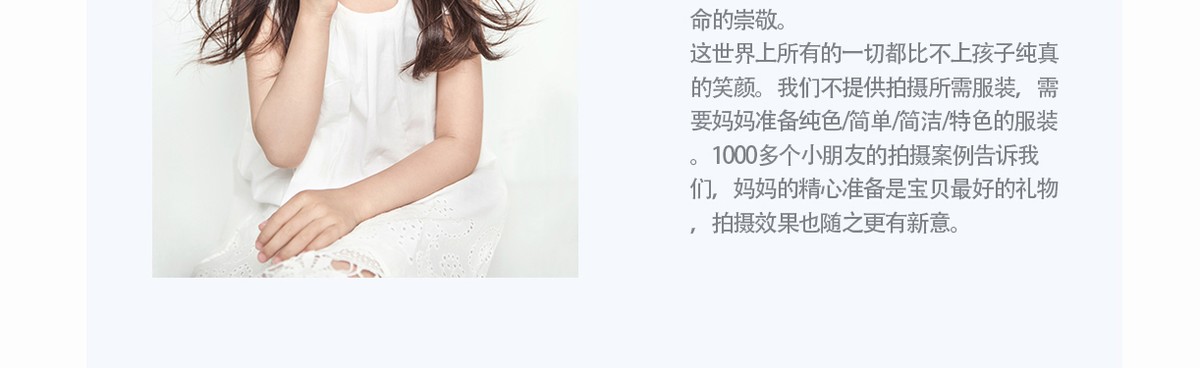 命的崇敬。
这世界上所有的一切都比不上孩子纯真
的笑颜。我们不提供拍摄所需服装，需
要妈妈准备纯色/简单/简洁/特色的服装
。1000多个小朋友的拍摄案例告诉我
们，妈妈的精心准备是宝贝最好的礼物
，拍摄效果也随之更有新意。